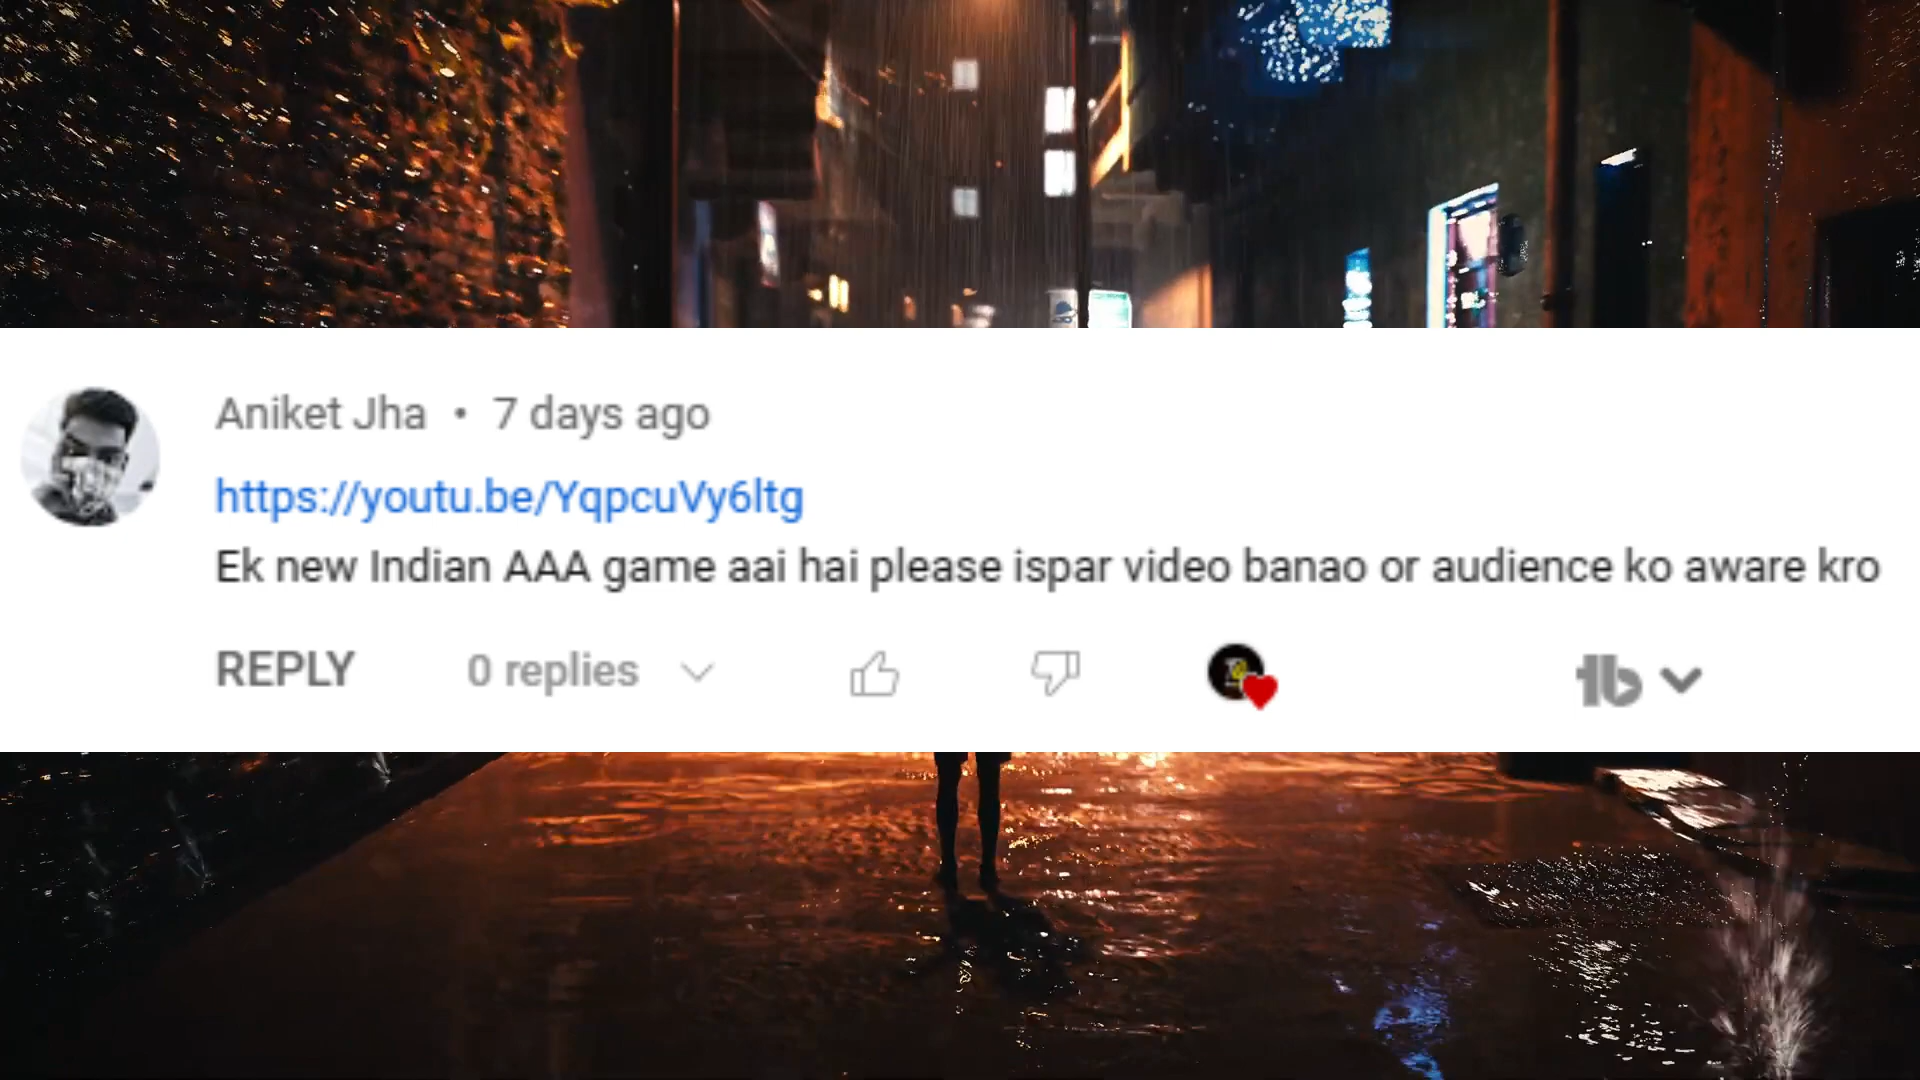 Aniket Jha • 7 days ago
https://youtu.be/YqpcuVy6ltg
Ek new Indian AAA game aai hai please ispar video banao or audience ko aware kro
REPLY 0 replies